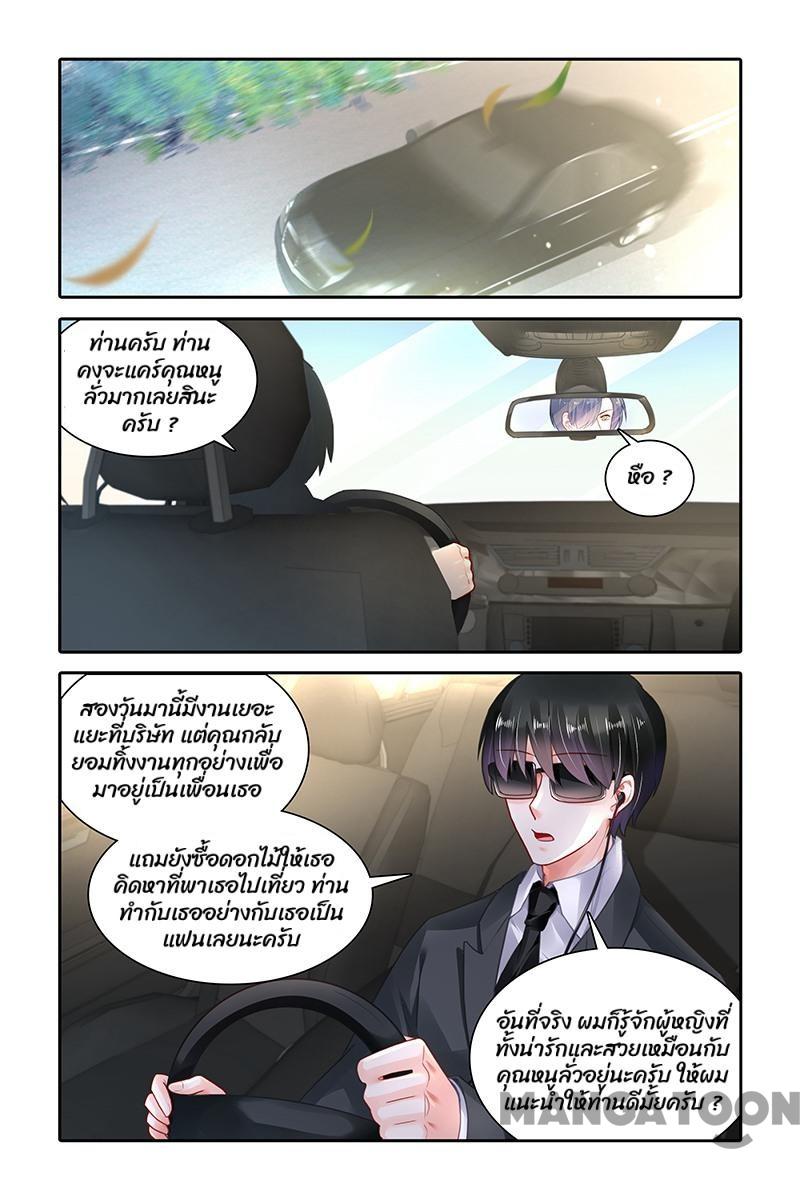 ท่านครับ ท่าน
คงจะแคร์คุณหนู
ลั่วมากเลยสินะ
ครับ ?
หือ ?
สองวันมานี้มีงานเยอะ
แยะที่บริษัท แต่คุณกลับ
ยอมทิ้งงานทุกอย่างเพื่อ
มาอยู่เป็นเพื่อนเธอ
แถมยังซื้อดอกไม้ให้เธอ
คิดหาที่พาเธอไปเที่ยว ท่าน
ทำกับเธออย่างกับเธอเป็น
แฟนเลยนะครับ
อันที่จริง ผมก็รู้จักผู้หญิงที่
ทั้งน่ารักและสวยเหมือนกับ
คุณหนูลั่วอยู่นะครับ ให้ผม
แนะนำให้ท่านดีมั้ยครับ ?
MANGATOON